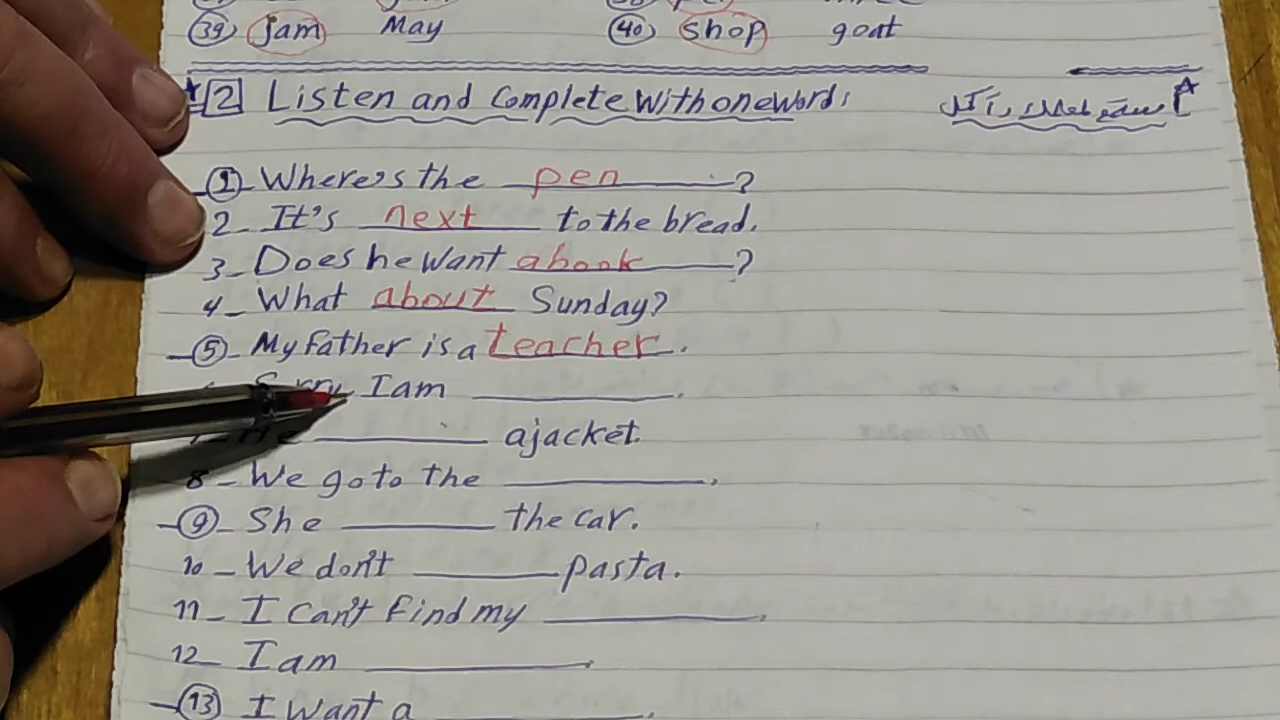 39 jam May 40 shop goat
2 Listen and Complete with one word:
1 Where's the pen ?
2 It's next to the bread.
3 Does he want a book ?
4 What about Sunday?
5 My father is a teacher.
I am .
He a jacket.
8 We go to the .
9 She the car.
10 We don't pasta.
11 I can't find my .
12 I am .
13 I want a .